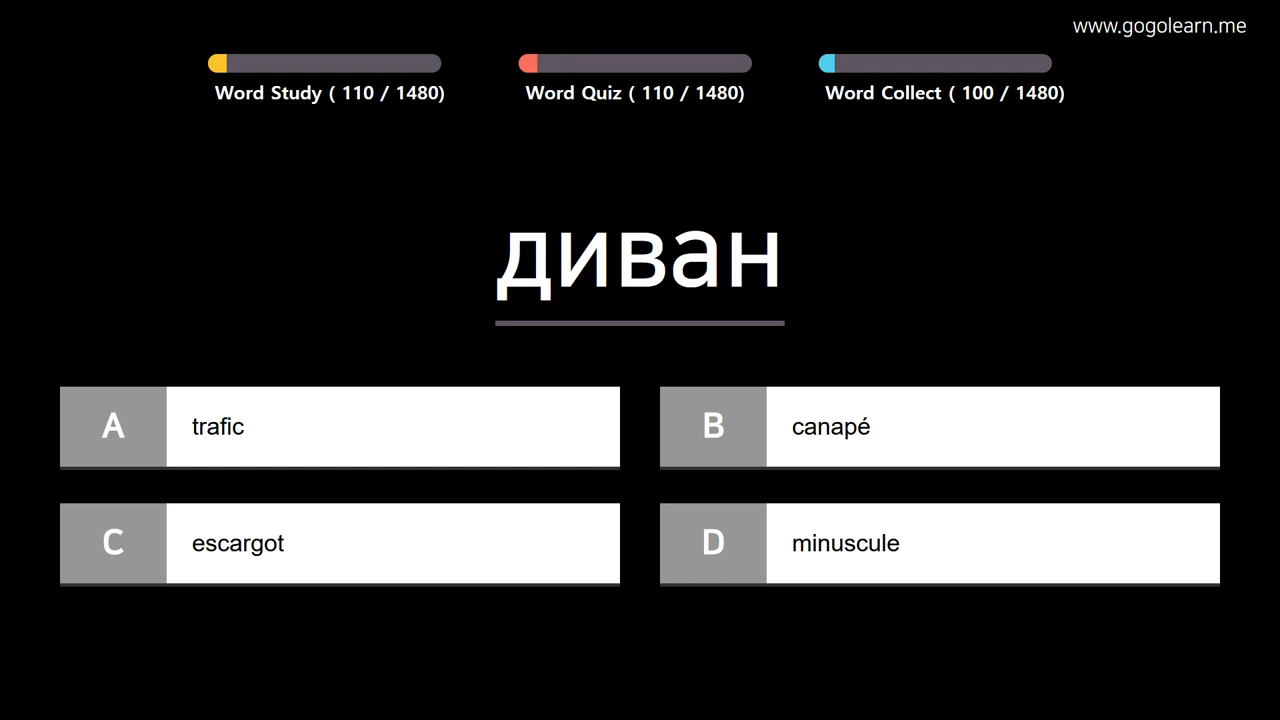 www.gogolearn.me
Word Study ( 110 / 1480)
Word Quiz ( 110 / 1480)
Word Collect ( 100 / 1480)
диван
A trafic
B canapé
C escargot
D minuscule